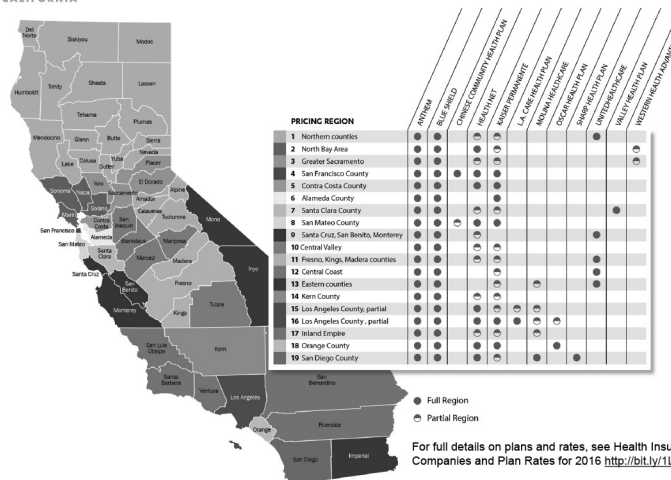 CALIFORNIA
ANTHEM
BLUE SHIELD
CHINESE COMMUNITY HEALTH PLAN
HEALTH NET
KAISER PERMANENTE
L.A. CARE HEALTH PLAN
MOLINA HEALTHCARE
OSCAR HEALTH PLAN
SHARP HEALTH PLAN
UNITEDHEALTHCARE
VALLEY HEALTH PLAN
WESTERN HEALTH ADVANT
PRICING REGION
1 Northern counties
2 North Bay Area
3 Greater Sacramento
4 San Francisco County
5 Contra Costa County
6 Alameda County
7 Santa Clara County
8 San Mateo County
9 Santa Cruz, San Benito, Monterey
10 Central Valley
11 Fresno, Kings, Madera counties
12 Central Coast
13 Eastern counties
14 Kern County
15 Los Angeles County, partial
16 Los Angeles County , partial
17 Inland Empire
18 Orange County
19 San Diego County
Del
Norte
Siskiyou
Modoc
Humboldt
Trinity
Shasta
Lassen
Tehama
Plumas
Mendocino
Glenn
Butte
Sierra
Nevada
Lake
Colusa
Yuba
Sutter
Placer
Sonoma
Napa
Yolo
Sacramento
El Dorado
Alpine
Amador
Marin
Solano
Calaveras
Tuolumne
Mono
San Francisco
Contra
Costa
San
Joaquin
Alameda
Stanislaus
Mariposa
San Mateo
Santa
Clara
Merced
Madera
Santa Cruz
San
Benito
Fresno
Inyo
Monterey
Kings
Tulare
San Luis
Obispo
Kern
Santa
Barbara
Ventura
Los Angeles
San
Bernardino
Orange
Riverside
San Diego
Imperial
Full Region
Partial Region
For full details on plans and rates, see Health Insu
Companies and Plan Rates for 2016 http://bit.ly/1L